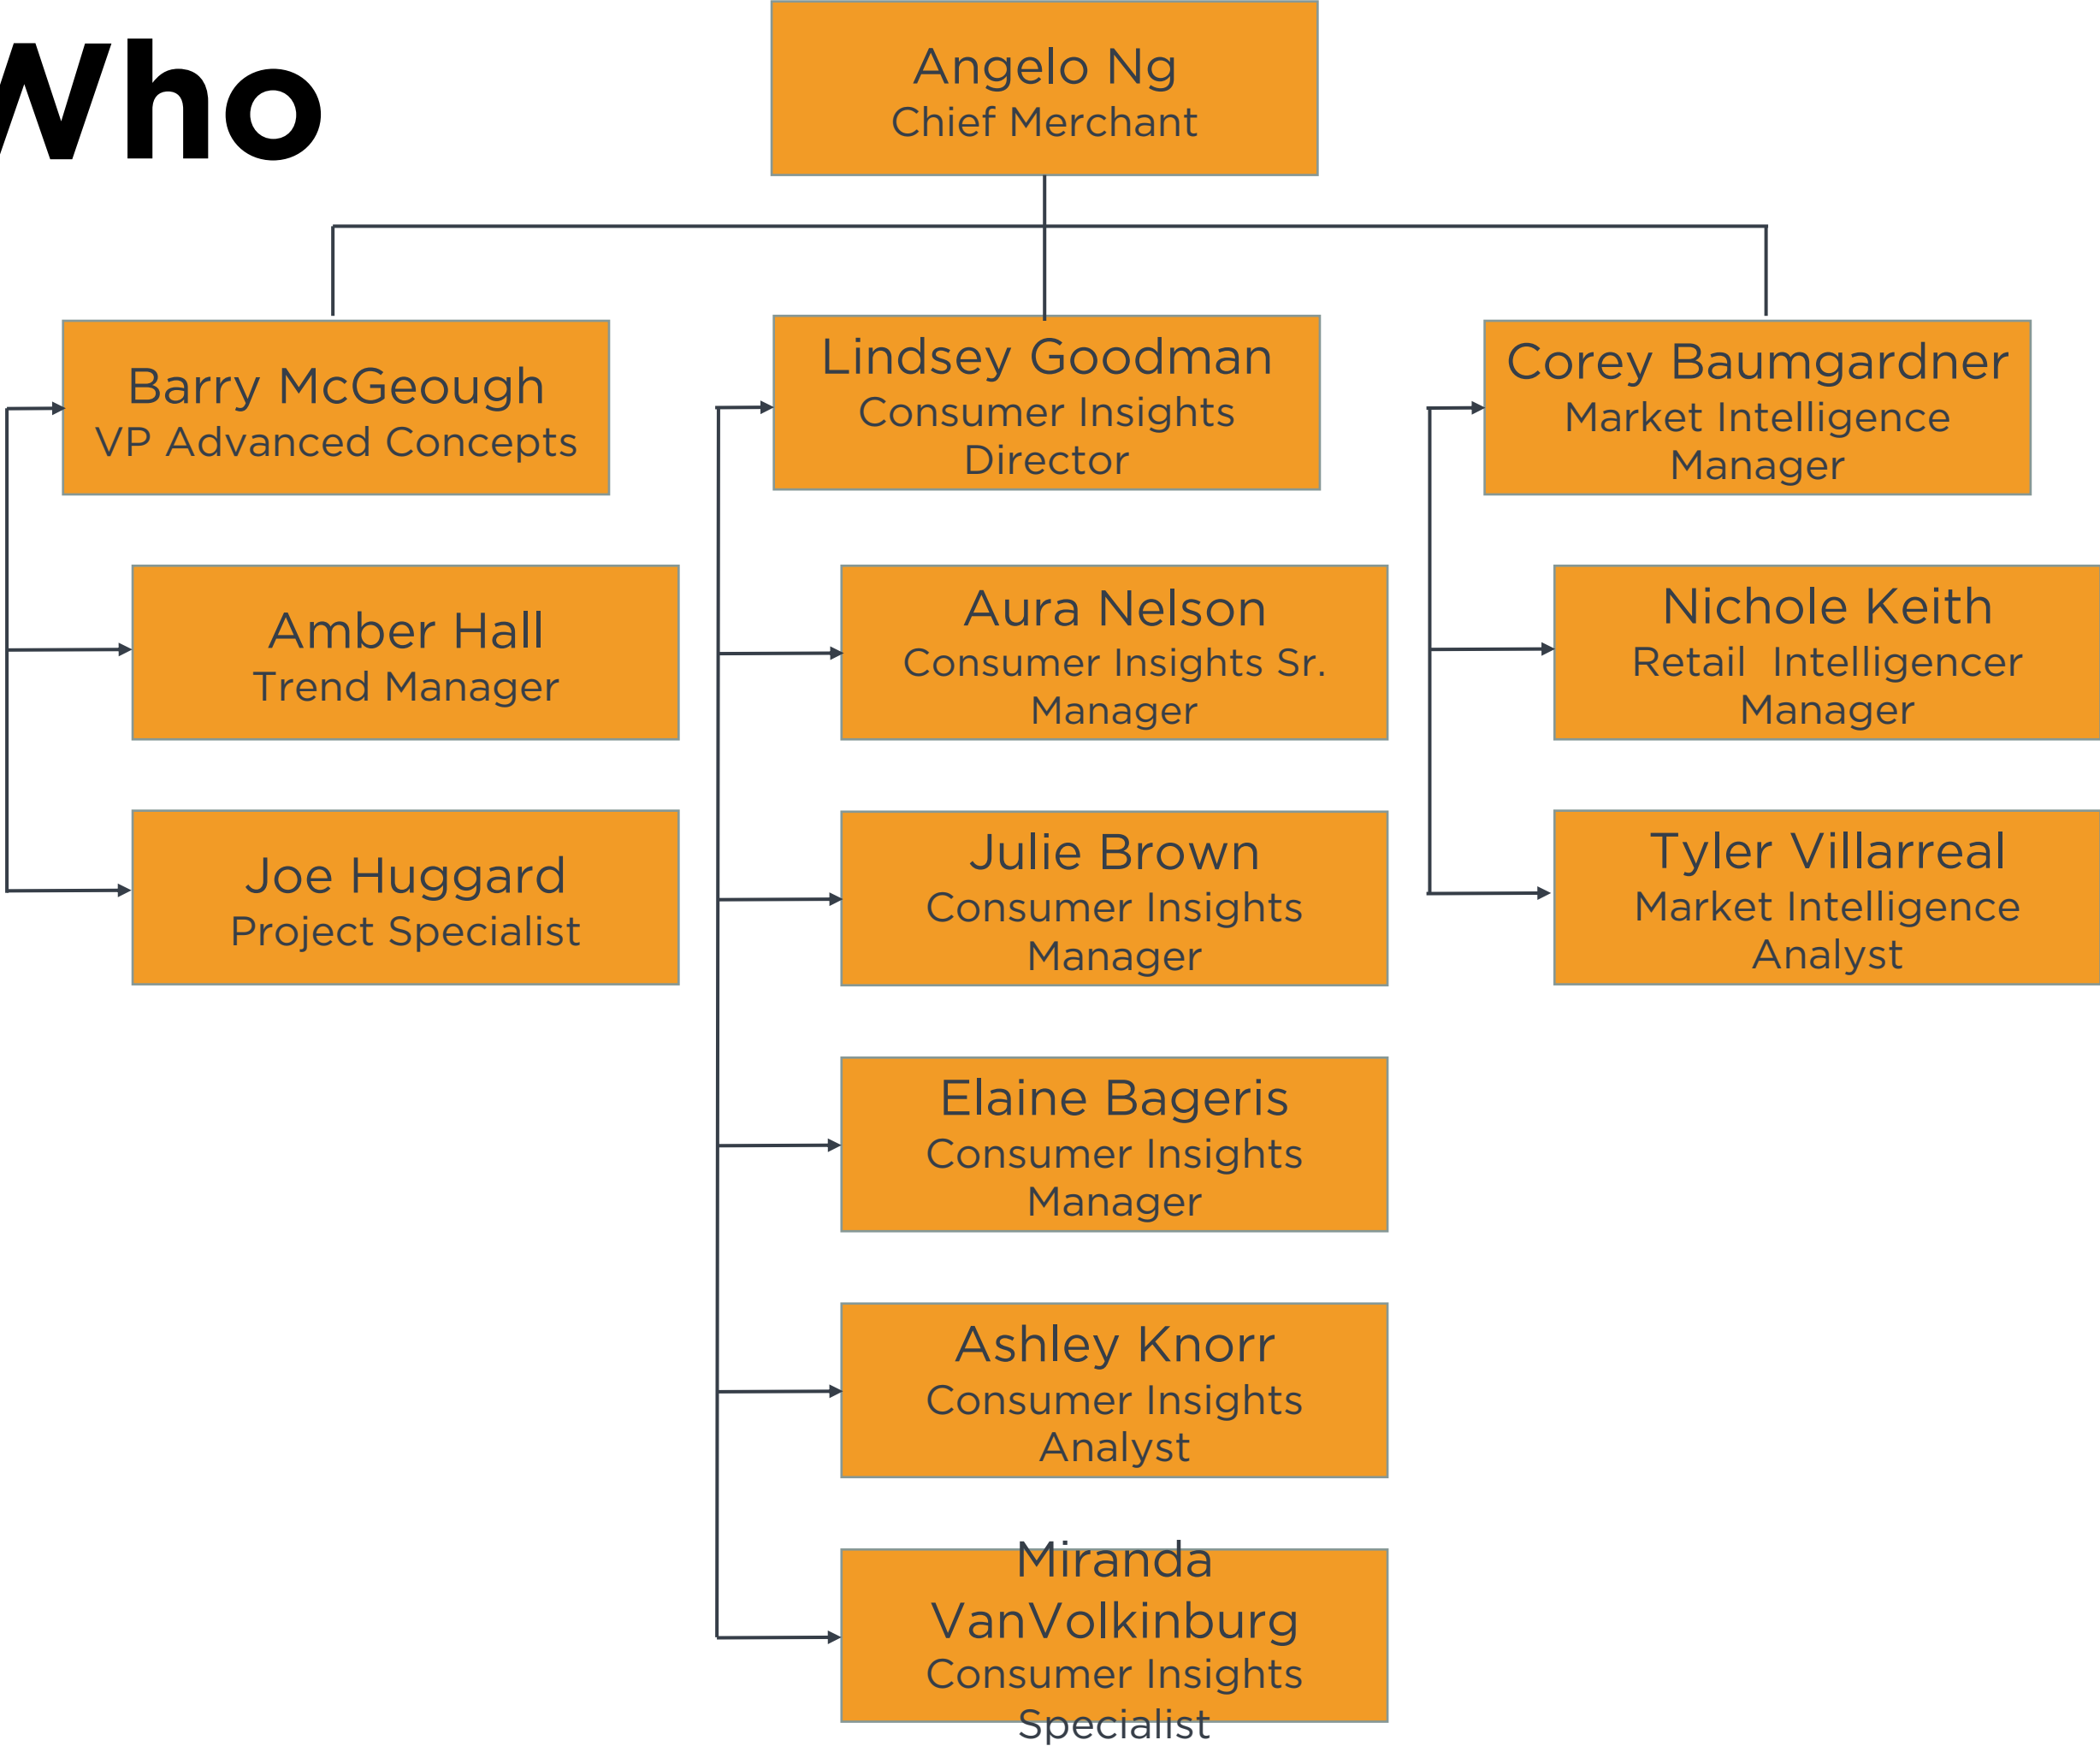 Who
Angelo Ng
Chief Merchant
Barry McGeough
VP Advanced Concepts
Amber Hall
Trend Manager
Joe Huggard
Project Specialist
Lindsey Goodman
Consumer Insights
Director
Aura Nelson
Consumer Insights Sr.
Manager
Julie Brown
Consumer Insights
Manager
Elaine Bageris
Consumer Insights
Manager
Ashley Knorr
Consumer Insights
Analyst
Miranda
VanVolkinburg
Consumer Insights
Specialist
Corey Baumgardner
Market Intelligence
Manager
Nichole Keith
Retail  Intelligencer
Manager
Tyler Villarreal
Market Intelligence
Analyst